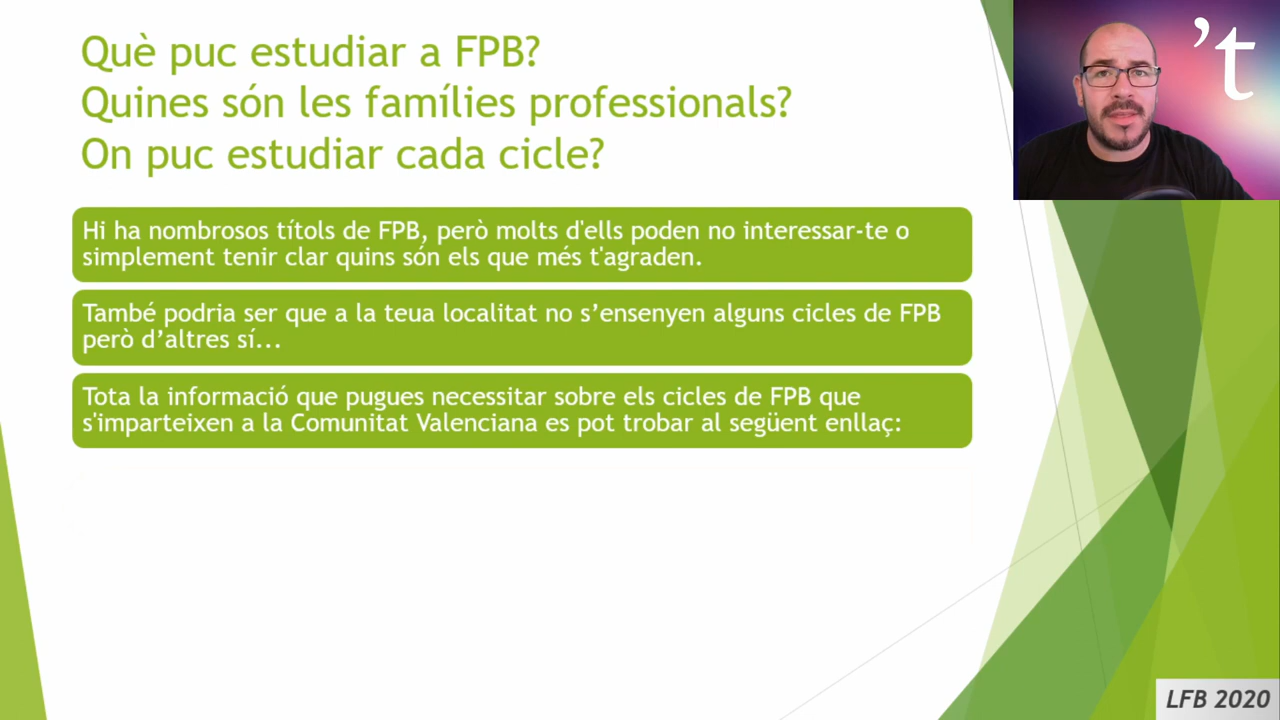 Què puc estudiar a FPB?
Quines són les famílies professionals?
On puc estudiar cada cicle?
't
Hi ha nombrosos títols de FPB, però molts d'ells poden no interessar-te o
simplement tenir clar quins són els que més t'agraden.
També podria ser que a la teua localitat no s’ensenyen alguns cicles de FPB
però d’altres sí...
Tota la informació que pugues necessitar sobre els cicles de FPB que
s'imparteixen a la Comunitat Valenciana es pot trobar al següent enllaç:
LFB 2020